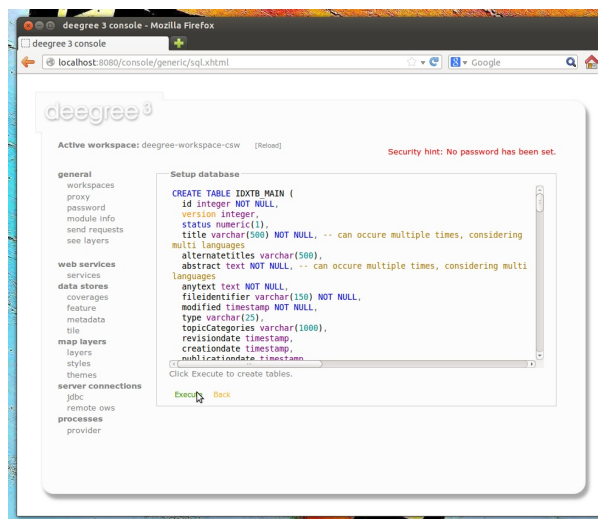 deegree 3 console - Mozilla Firefox
deegree 3 console
localhost:8080/console/generic/sql.xhtml
Google
deegree 3
Active workspace: deegree-workspace-csw [Reload]
Security hint: No password has been set.
general
workspaces
proxy
password
module info
send requests
see layers
web services
services
data stores
coverages
feature
metadata
tile
map layers
layers
styles
themes
server connections
jdbc
remote ows
processes
provider
Setup database
CREATE TABLE IDXTB_MAIN (
id integer NOT NULL,
version integer,
status numeric(1),
title varchar(500) NOT NULL, -- can occure multiple times, considering
multi languages
alternatetitles varchar(500),
abstract text NOT NULL, -- can occure multiple times, considering multi
languages
anytext text NOT NULL,
fileidentifier varchar(150) NOT NULL,
modified timestamp NOT NULL,
type varchar(25),
topicCategories varchar(1000),
revisiondate timestamp,
creationdate timestamp,
publicationdate timestamp
Click Execute to create tables.
Execute Back